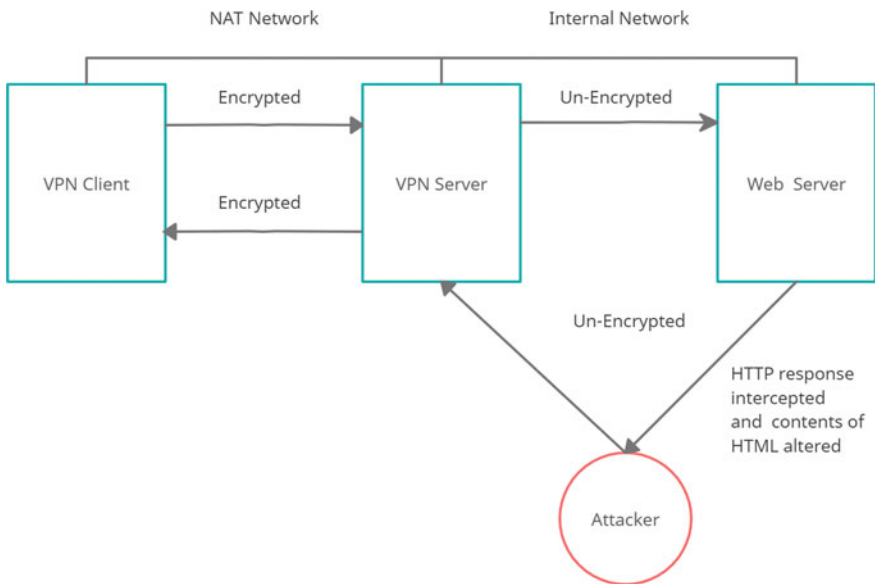 NAT Network
Internal Network
Encrypted
Un-Encrypted
VPN Client
VPN Server
Web Server
Encrypted
Un-Encrypted
HTTP response
intercepted
and contents of
HTML altered
Attacker